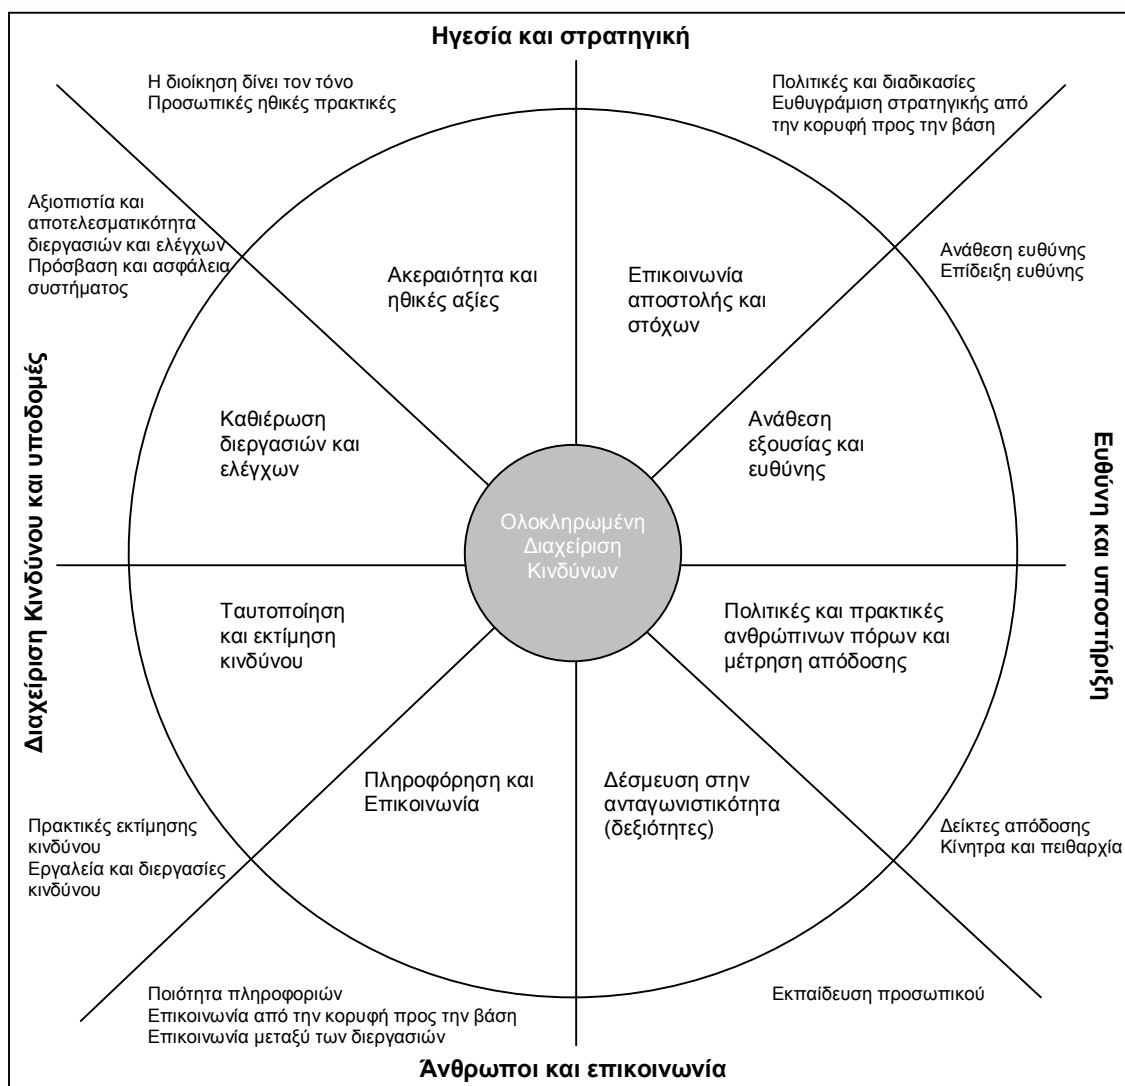 Ηγεσία και στρατηγική
Η διοίκηση δίνει τον τόνο
Προσωπικές ηθικές πρακτικές
Πολιτικές και διαδικασίες
Ευθυγράμιση στρατηγικής από
την κορυφή προς την βάση
Αξιοπιστία και
αποτελεσματικότητα
διεργασιών και ελέγχων
Πρόσβαση και ασφάλεια
συστήματος
Ακεραιότητα και
ηθικές αξίες
Επικοινωνία
αποστολής και
στόχων
Ανάθεση ευθύνης
Επίδειξη ευθύνης
Διαχείριση Κινδύνου και υποδομές
Καθιέρωση
διεργασιών και
ελέγχων
Ανάθεση
εξουσίας και
ευθύνης
Ευθύνη και υποστήριξη
Ολοκληρωμένη
Διαχείριση
Κινδύνων
Ταυτοποίηση
και εκτίμηση
κινδύνου
Πολιτικές και πρακτικές
ανθρώπινων πόρων και
μέτρηση απόδοσης
Πληροφόρηση και
Επικοινωνία
Δέσμευση στην
ανταγωνιστικότητα
(δεξιότητες)
Πρακτικές εκτίμησης
κινδύνου
Εργαλεία και διεργασίες
κινδύνου
Δείκτες απόδοσης
Κίνητρα και πειθαρχία
Ποιότητα πληροφοριών
Επικοινωνία από την κορυφή προς την βάση
Επικοινωνία μεταξύ των διεργασιών
Εκπαίδευση προσωπικού
Άνθρωποι και επικοινωνία